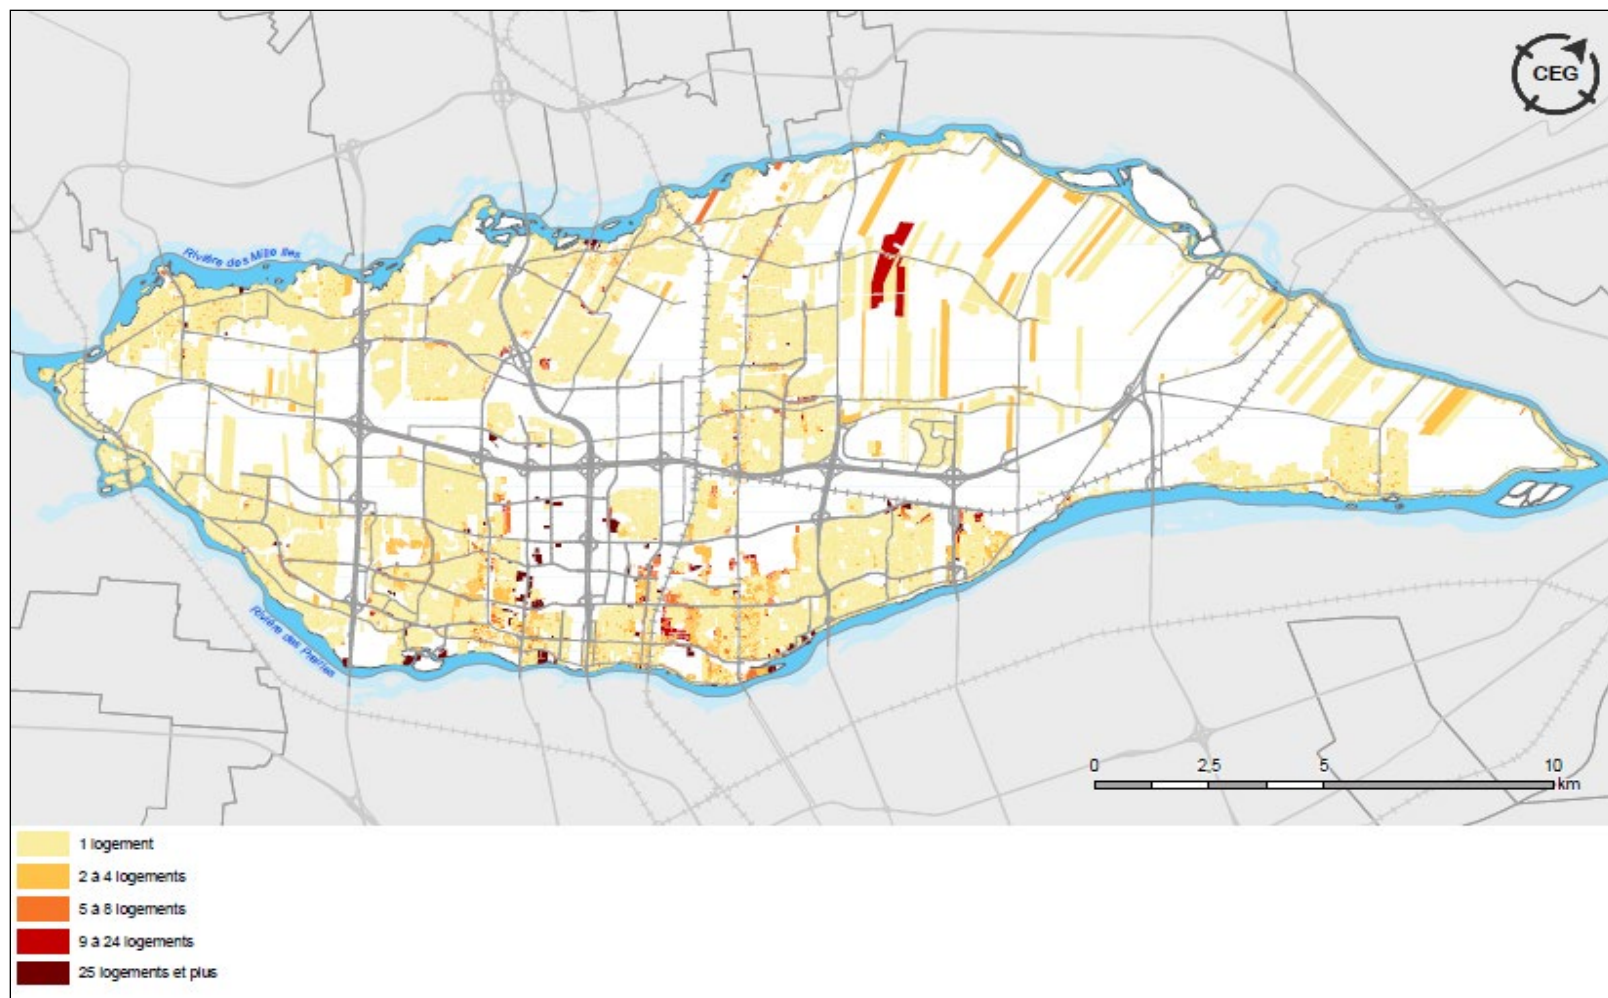 CEG
Rivière des Mille Iles
Rivière des Prairies
0 2,5 5 10
km
1 logement
2 à 4 logements
5 à 8 logements
9 à 24 logements
25 logements et plus